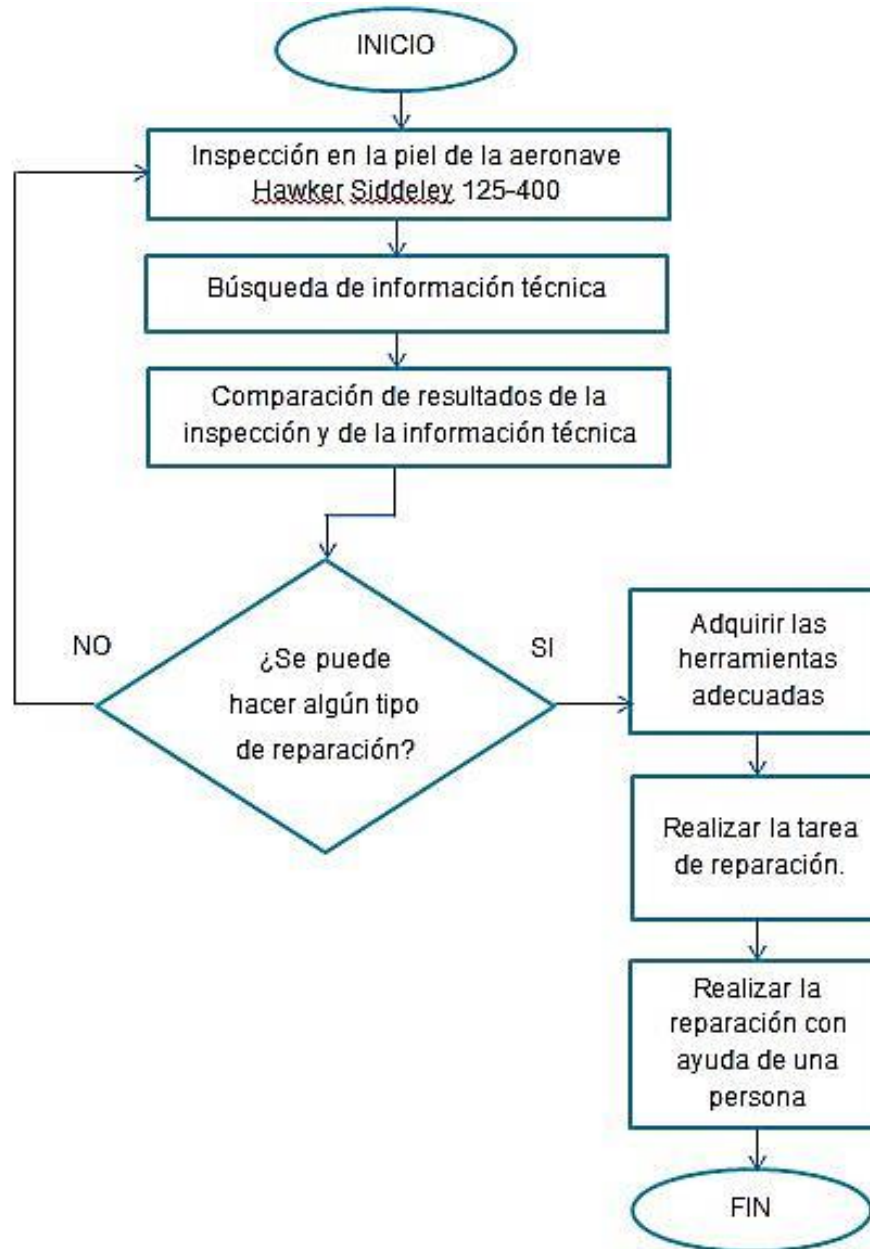 INICIO
Inspección en la piel de la aeronave
Hawker Siddeley 125-400
Búsqueda de información técnica
Comparación de resultados de la
inspección y de la información técnica
NO
¿Se puede
hacer algún tipo
de reparación?
SI
Adquirir las
herramientas
adecuadas
Realizar la tarea
de reparación.
Realizar la
reparación con
ayuda de una
persona
FIN